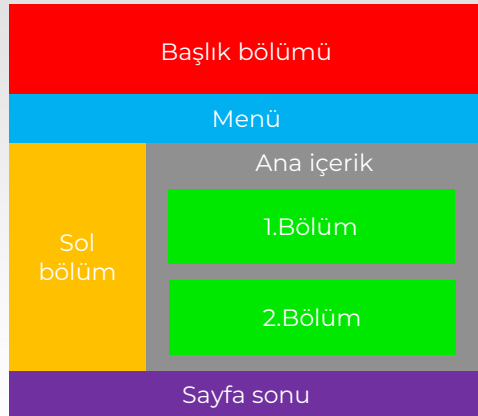 Başlık bölümü
Menü
Sol
bölüm
Ana içerik
1.Bölüm
2.Bölüm
Sayfa sonu